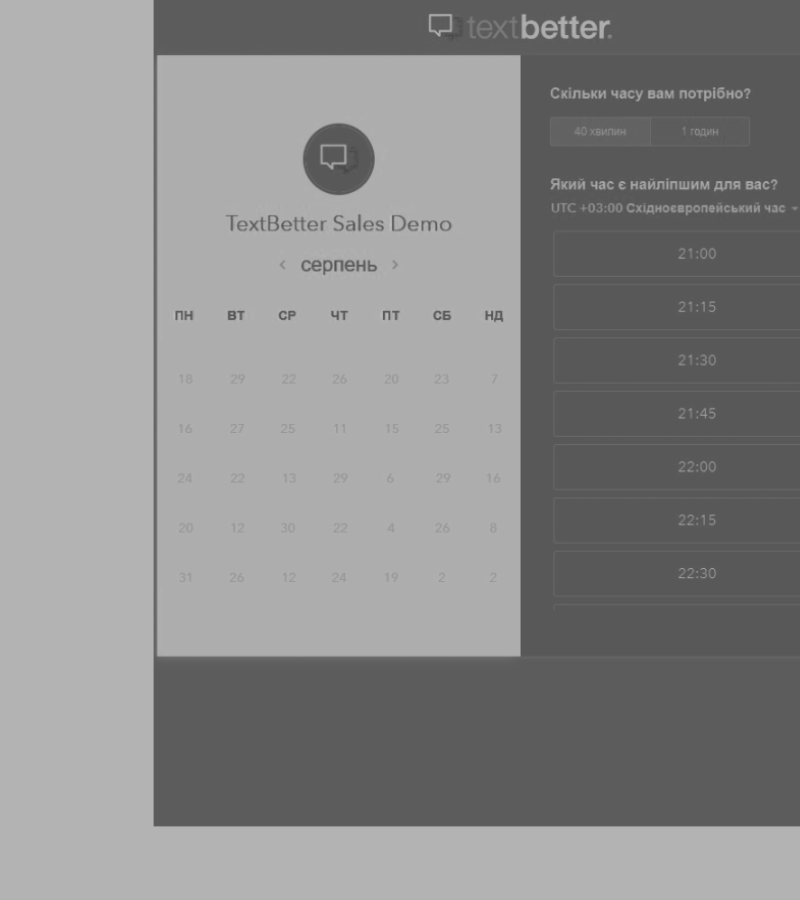 textbetter.
TextBetter Sales Demo
< серпень >
ПН ВТ СР ЧТ ПТ СБ НД
18 29 22 26 20 23 7
16 27 25 11 15 25 13
24 22 13 29 6 29 16
20 12 30 22 4 26 8
31 26 12 24 19 2 2
Скільки часу вам потрібно?
40 хвилин 1 годин
Який час є найліпшим для вас?
UTC +03:00 Східноєвропейський час
21:00
21:15
21:30
21:45
22:00
22:15
22:30